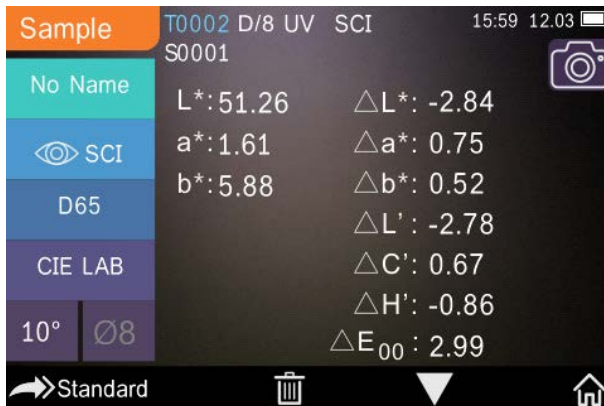 Sample
T0002 D/8 UV SCI 15:59 12.03
S0001
No Name
SCI
D65
CIE LAB
10° Ø8
L*:51.26 △L*: -2.84
a*:1.61 △a*: 0.75
b*:5.88 △b*: 0.52
△L': -2.78
△C': 0.67
△H': -0.86
△E00: 2.99
Standard